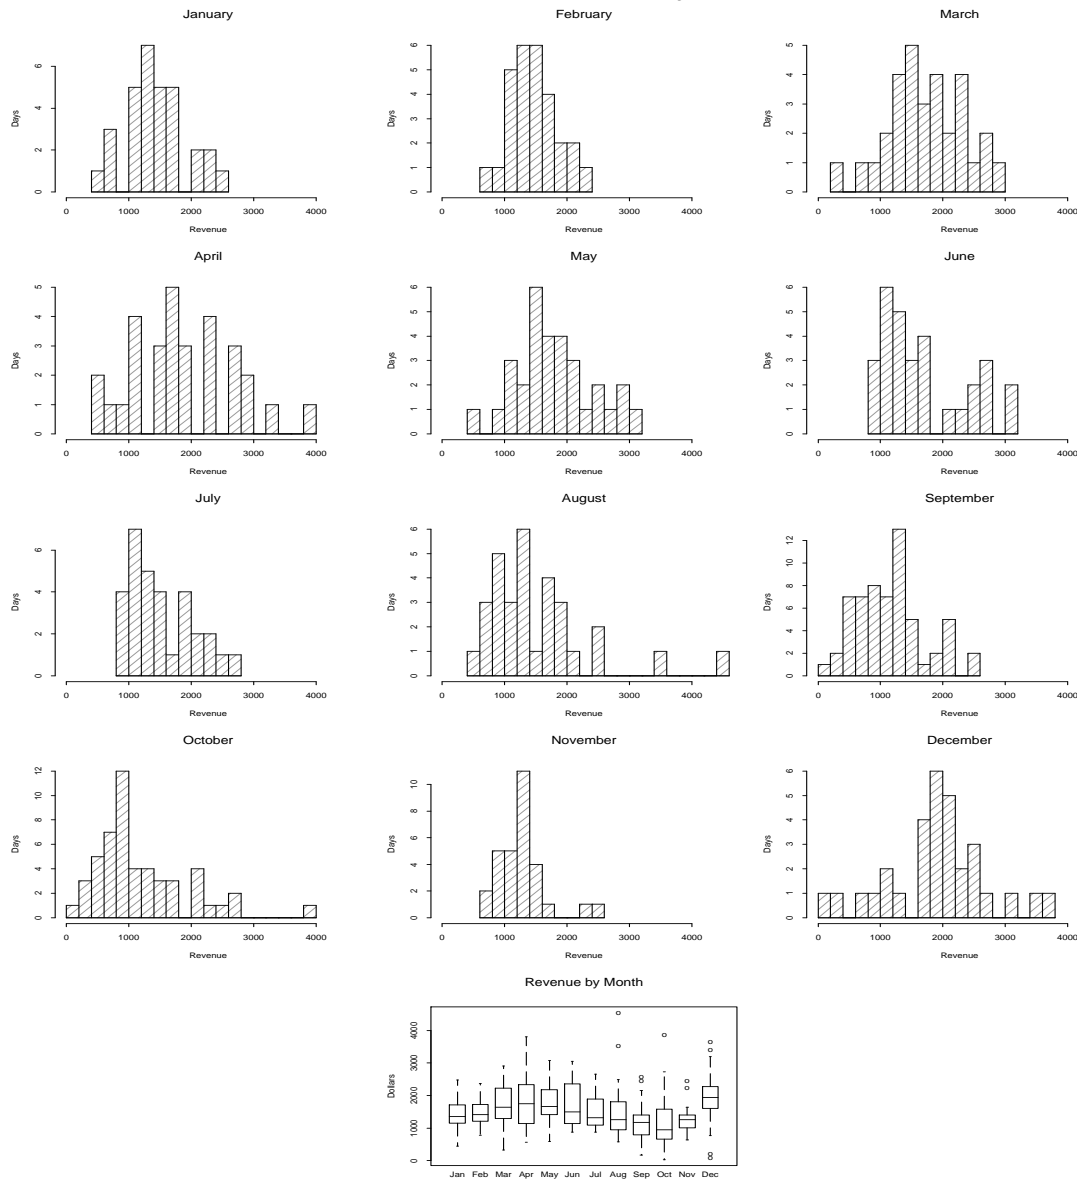 January
Days
0 2 4 6
0 1000 2000 3000 4000
Revenue
February
Days
0 1 2 3 4 5 6
0 1000 2000 3000 4000
Revenue
March
Days
0 1 2 3 4 5
0 1000 2000 3000 4000
Revenue
April
Days
0 1 2 3 4 5
0 1000 2000 3000 4000
Revenue
May
Days
0 1 2 3 4 5 6
0 1000 2000 3000 4000
Revenue
June
Days
0 1 2 3 4 5 6
0 1000 2000 3000 4000
Revenue
July
Days
0 2 4 6
0 1000 2000 3000 4000
Revenue
August
Days
0 1 2 3 4 5 6
0 1000 2000 3000 4000
Revenue
September
Days
0 2 4 6 8 10 12
0 1000 2000 3000 4000
Revenue
October
Days
0 2 4 6 8 10 12
0 1000 2000 3000 4000
Revenue
November
Days
0 2 4 6 8 10
0 1000 2000 3000 4000
Revenue
December
Days
0 1 2 3 4 5 6
0 1000 2000 3000 4000
Revenue
Revenue by Month
Dollars
0 1000 2000 3000 4000
Jan Feb Mar Apr May Jun Jul Aug Sep Oct Nov Dec